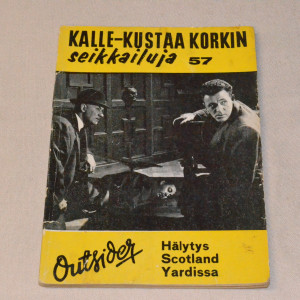 KALLE-KUSTAA KORKIN
seikkailuja 57
Outsider
Hälytys
Scotland
Yardissa